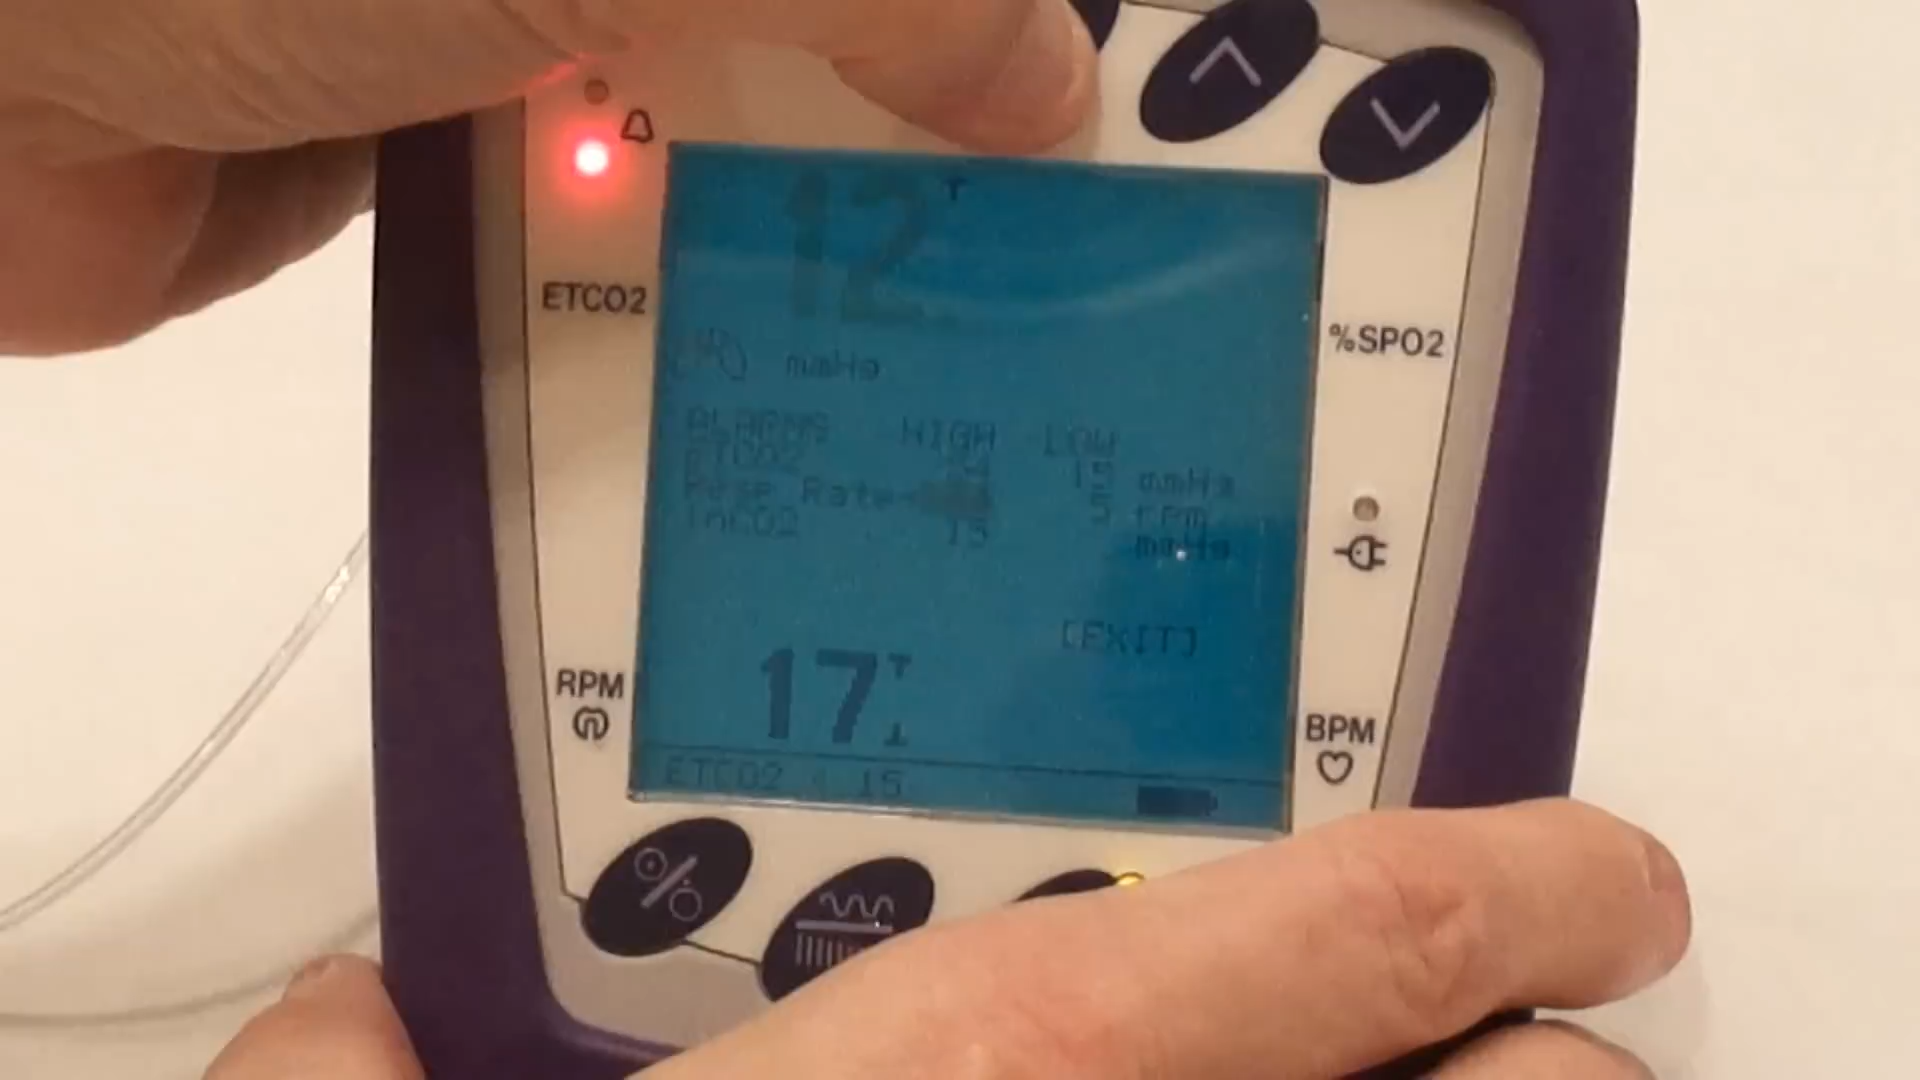 ETCO2
12
%SPO2
mmHg
ALARMS HIGH LOW
ETCO2 15 mmHg
Resp Rate 5 rpm
InCO2 15 mmHg
[EXIT]
RPM
17
BPM
ETCO2 < 15